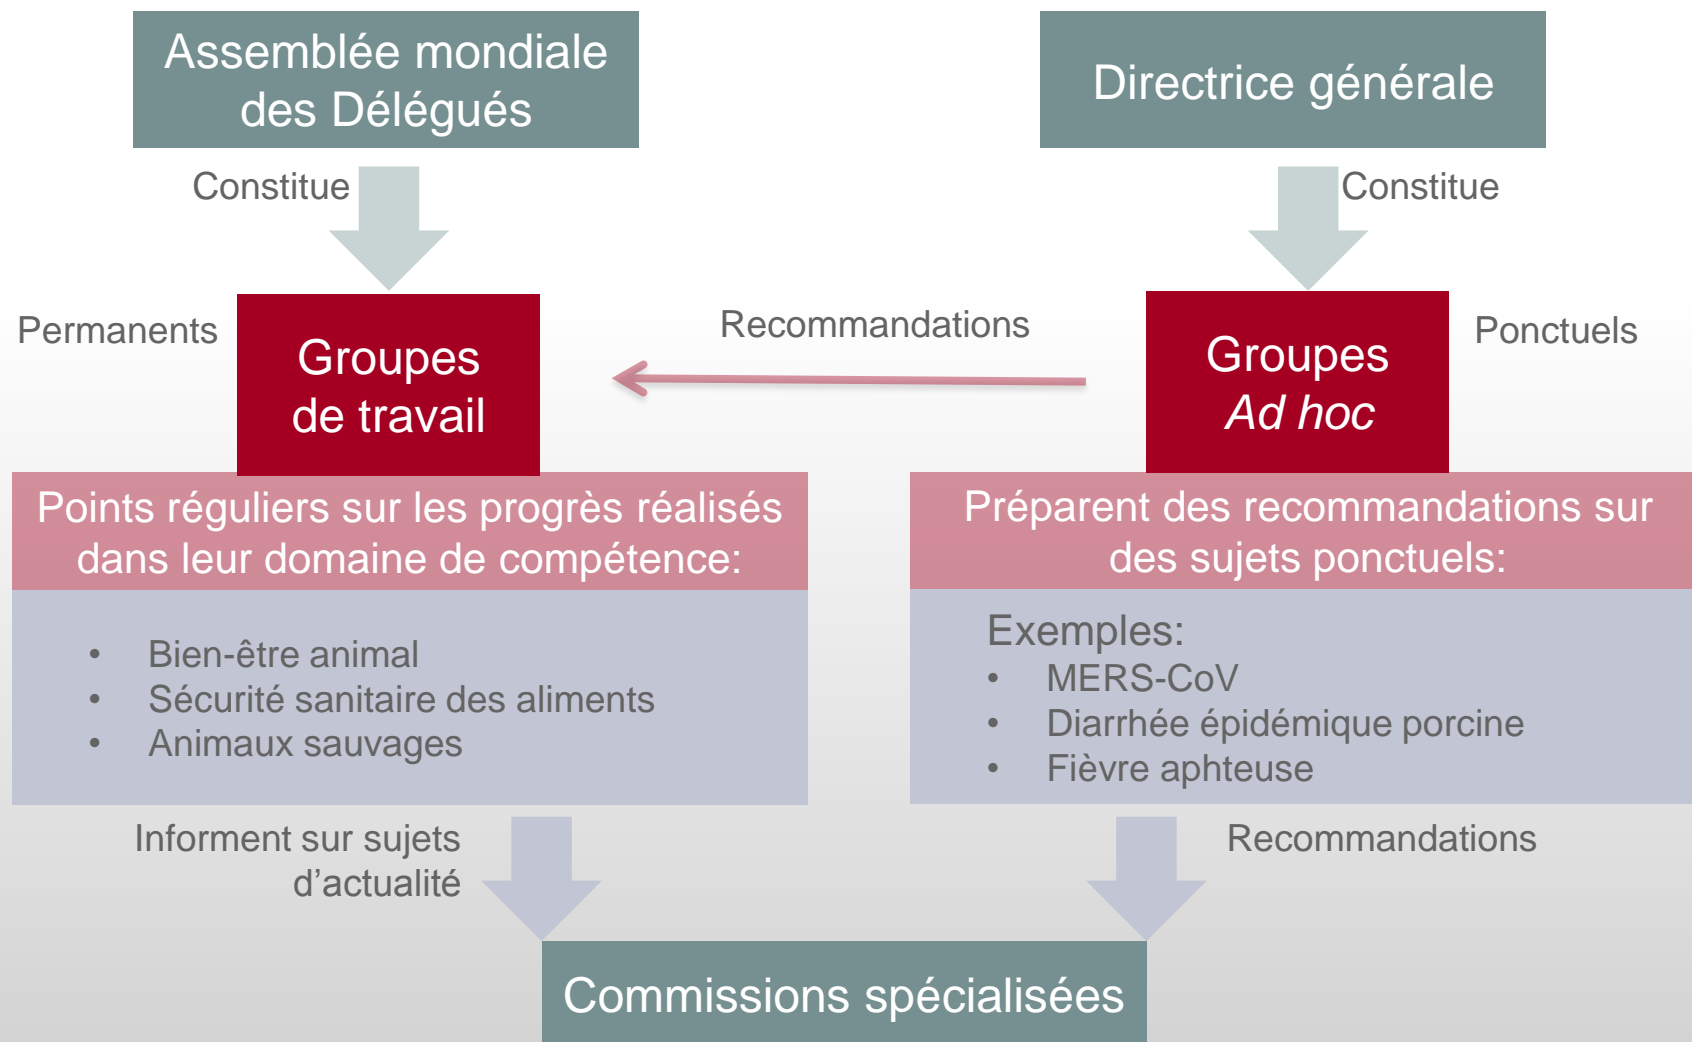 Assemblée mondiale
des Délégués
Directrice générale
Constitue
Constitue
Permanents
Groupes
de travail
Recommandations
Groupes
Ad hoc
Ponctuels
Points réguliers sur les progrès réalisés
dans leur domaine de compétence:
Préparent des recommandations sur
des sujets ponctuels:
• Bien-être animal
• Sécurité sanitaire des aliments
• Animaux sauvages
Exemples:
• MERS-CoV
• Diarrhée épidémique porcine
• Fièvre aphteuse
Informent sur sujets
d’actualité
Recommandations
Commissions spécialisées